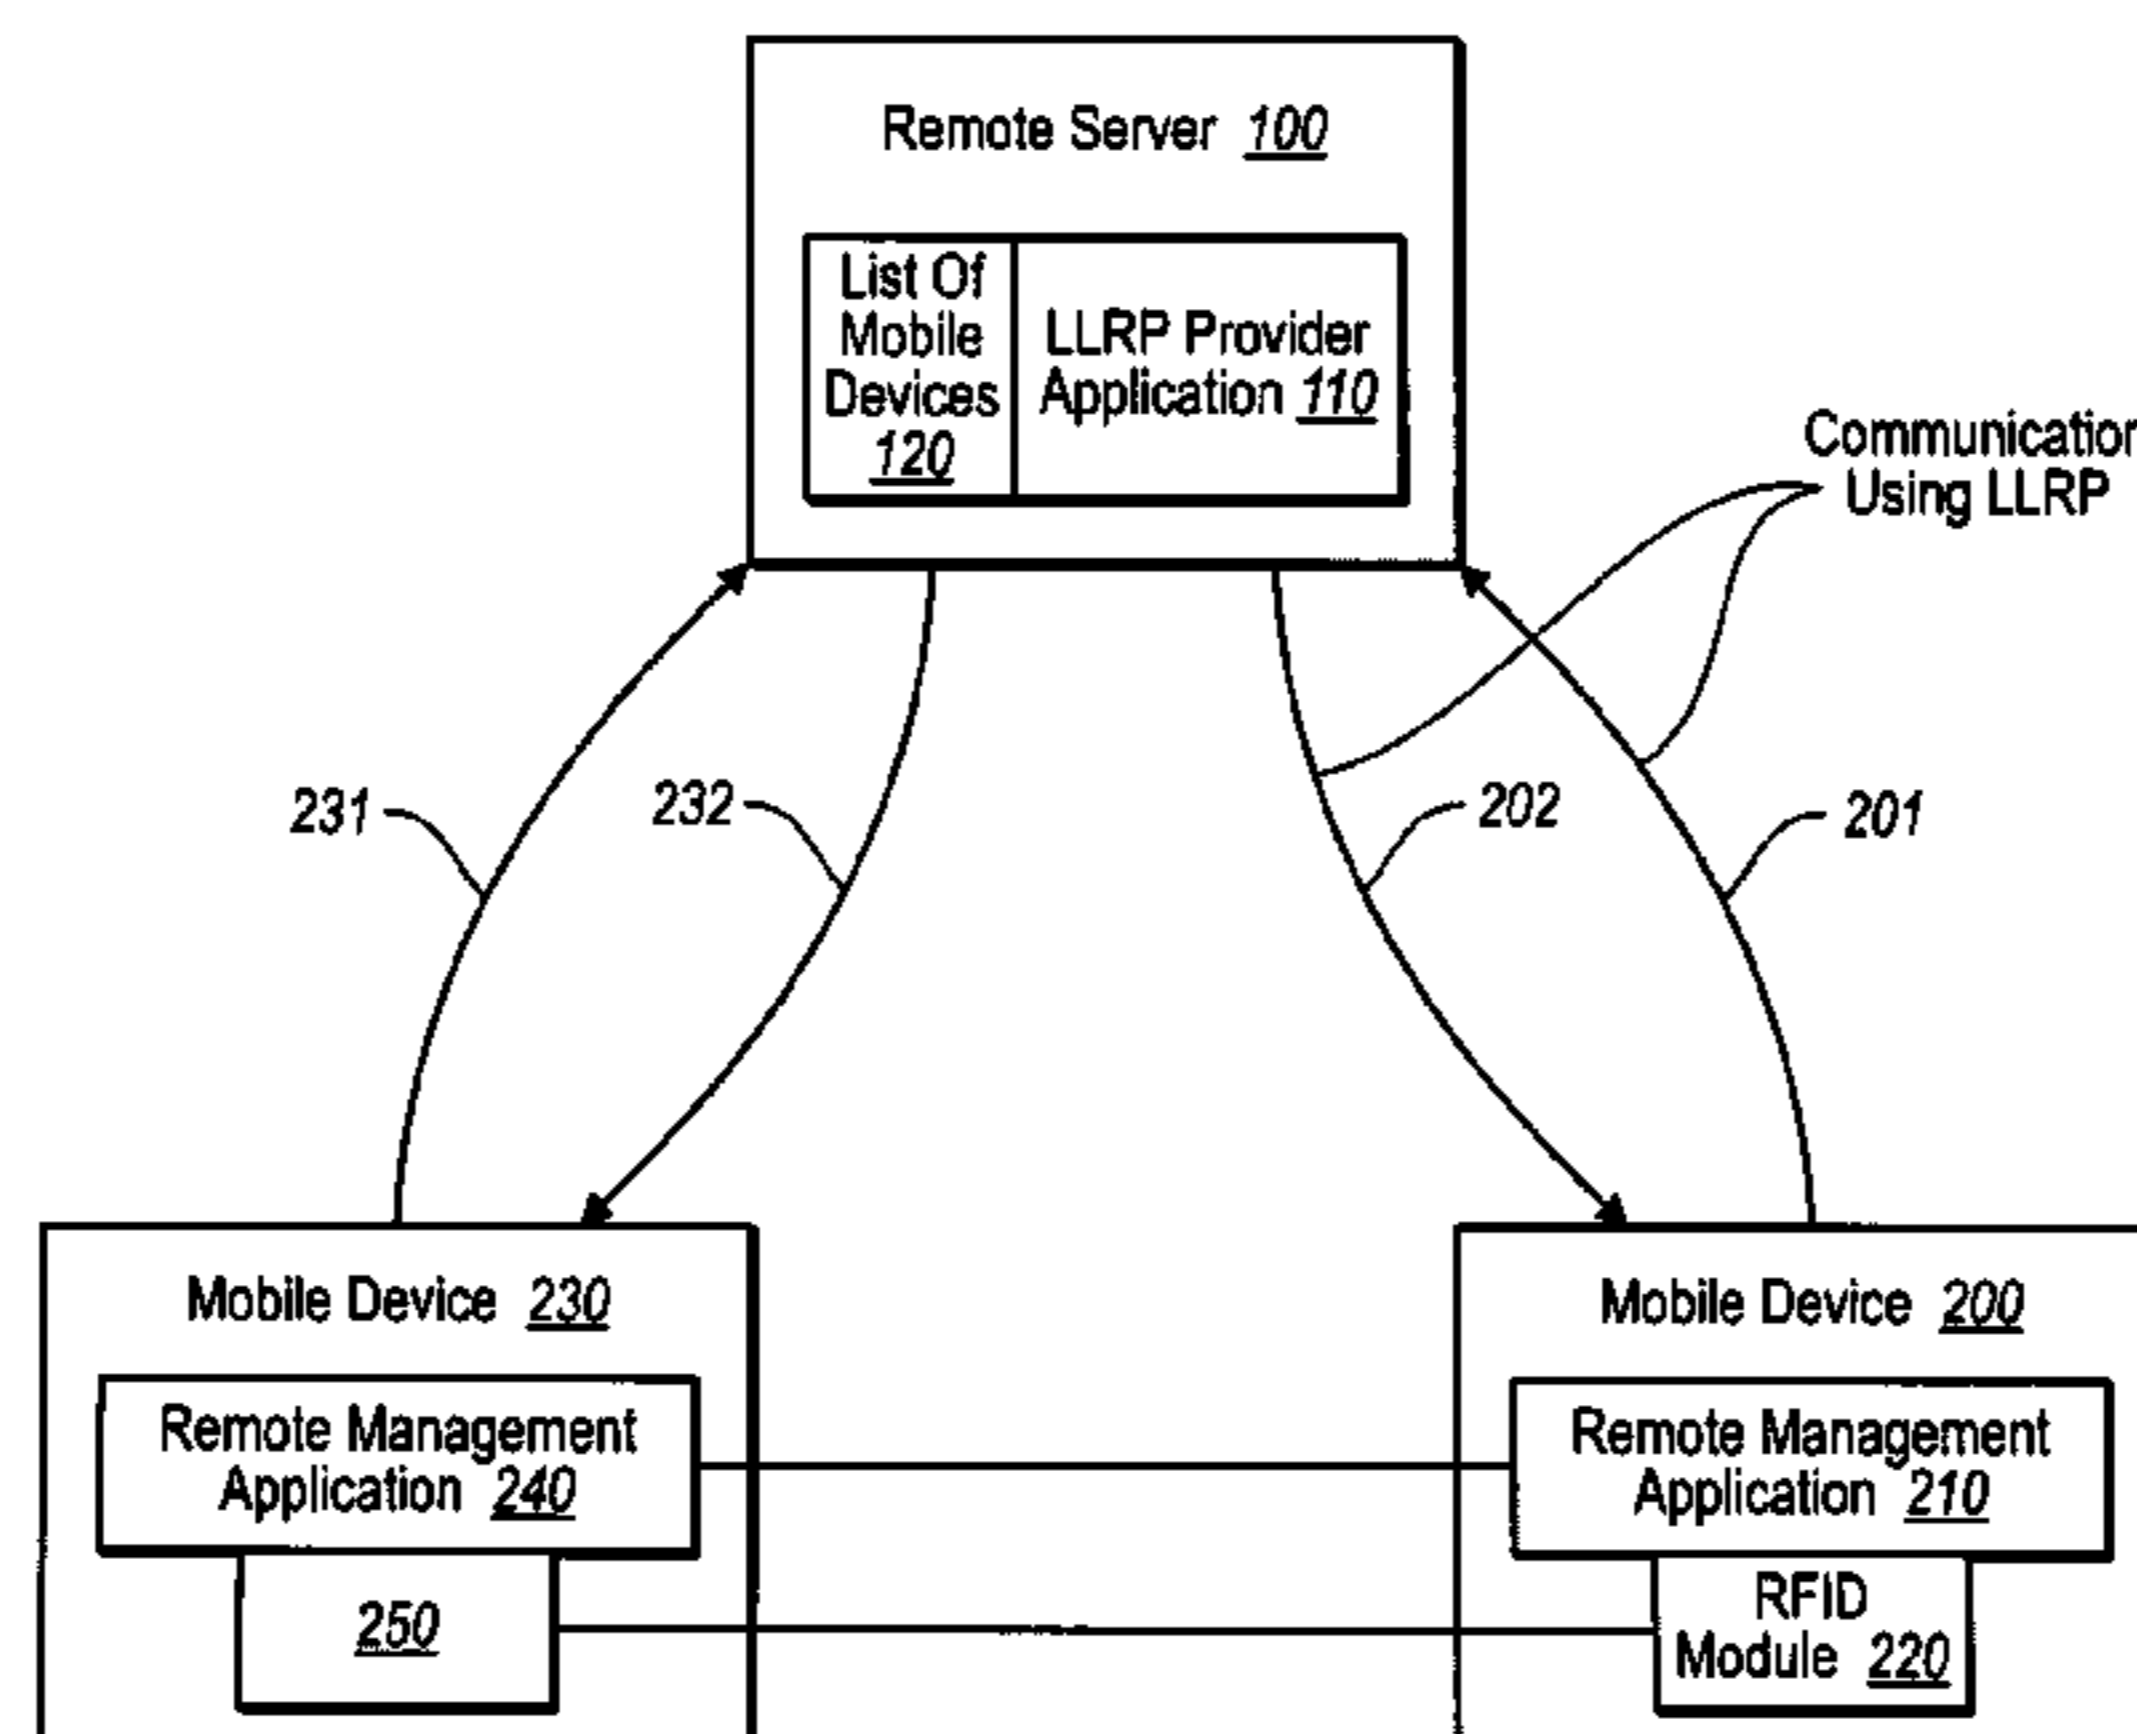 Remote Server 100
List Of
Mobile
Devices
120
LLRP Provider
Application 110
Communication
Using LLRP
231
232
202
201
Mobile Device 230
Remote Management
Application 240
250
Mobile Device 200
Remote Management
Application 210
RFID
Module 220